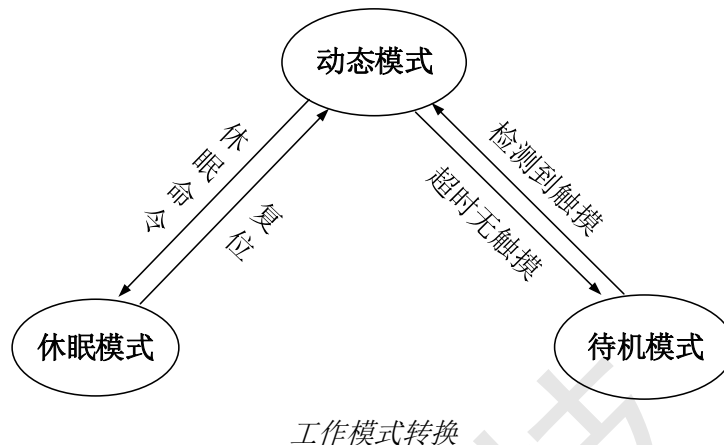 动态模式
休眠命令
复位
检测到触摸
超时无触摸
休眠模式
待机模式
工作模式转换